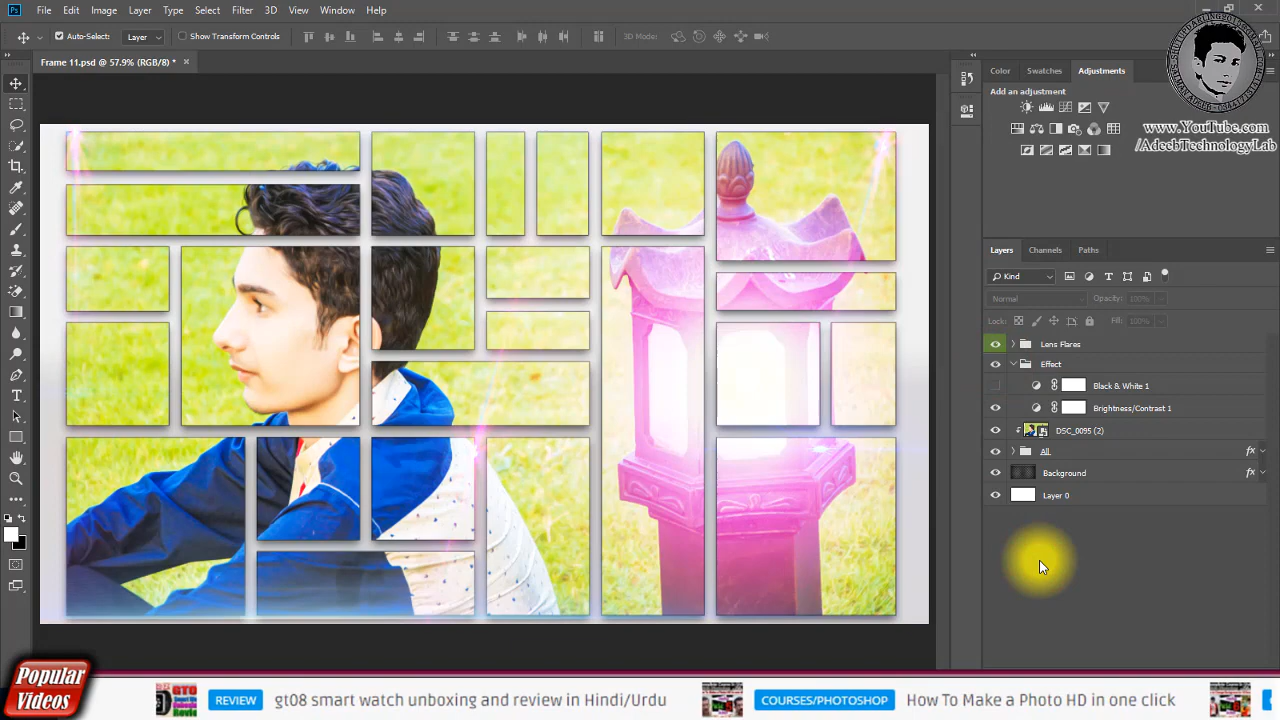 Ps File Edit Image Layer Type Select Filter 3D View Window Help
Auto-Select: Layer Show Transform Controls 3D Mode:
Frame 11.psd @ 57.9% (RGB/8) * ×
Color Swatches Adjustments
Add an adjustment
www.YouTube.com
/AdeebTechnologyLab
Layers Channels Paths
Kind
Normal Opacity: 100%
Lock: Fill: 100%
Lens Flares
Effect
Black & White 1
Brightness/Contrast 1
DSC_0095 (2)
All fx
Background fx
Layer 0
T
Popular
Videos
REVIEW gt08 smart watch unboxing and review in Hindi/Urdu COURSES/PHOTOSHOP How To Make a Photo HD in one click